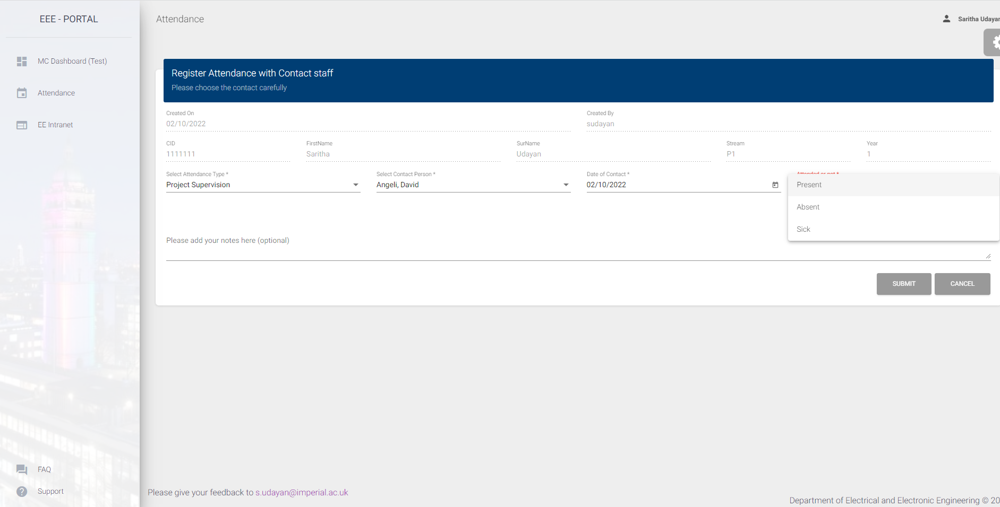 EEE - PORTAL
MC Dashboard (Test)
Attendance
EE Intranet
FAQ
Support
Attendance
Saritha Udayan
Register Attendance with Contact staff
Please choose the contact carefully
Created On
02/10/2022
Created By
sudayan
CID
1111111
FirstName
Saritha
SurName
Udayan
Stream
P1
Year
1
Select Attendance Type *
Project Supervision
Select Contact Person *
Angeli, David
Date of Contact *
02/10/2022
Attended or not *
Present
Absent
Sick
Please add your notes here (optional)
SUBMIT
CANCEL
Please give your feedback to s.udayan@imperial.ac.uk
Department of Electrical and Electronic Engineering © 20